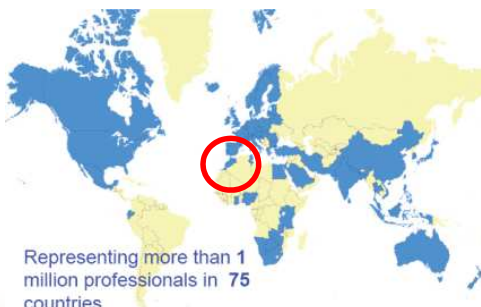 Representing more than 1
million professionals in 75
countries